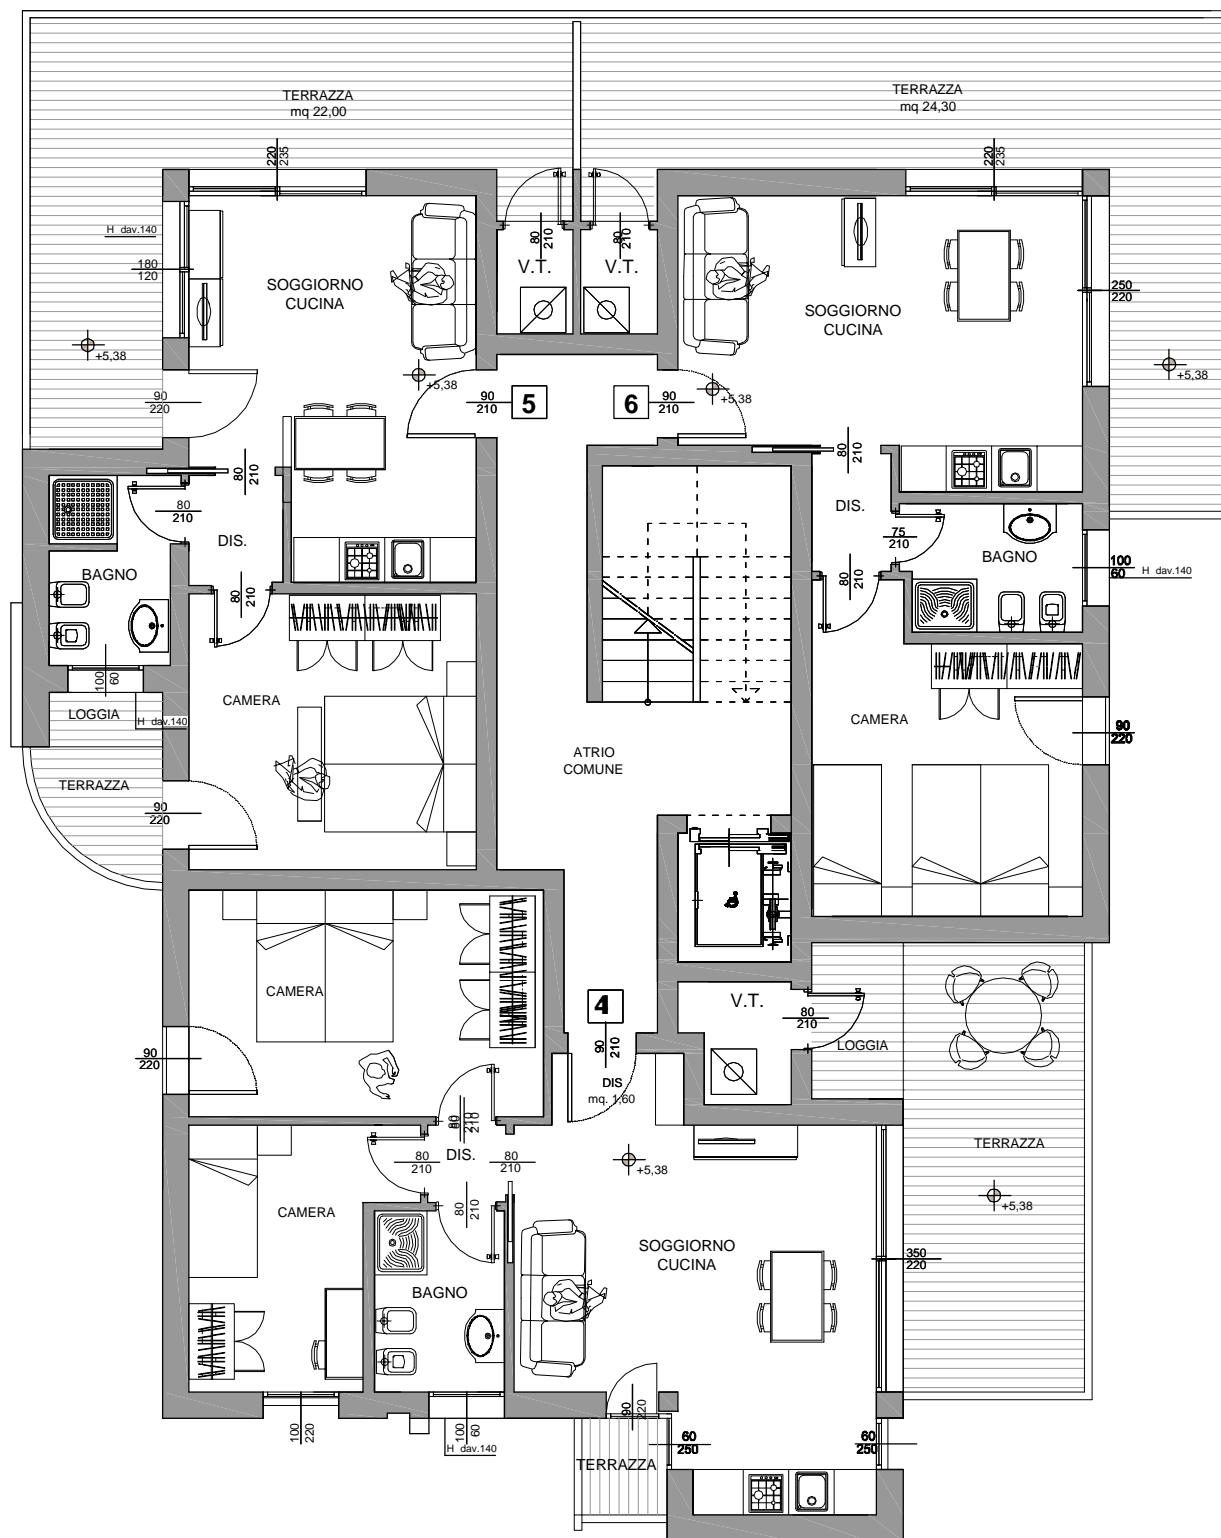 TERRAZZA
mq 22,00
TERRAZZA
mq 24,30
220
235
220
235
H dav.140
180
120
SOGGIORNO
CUCINA
80
210
V.T.
80
210
V.T.
SOGGIORNO
CUCINA
250
220
+5,38
+5,38
+5,38
+5,38
90
220
90
210
5
6
90
210
80
210
80
210
80
210
DIS.
DIS.
75
210
BAGNO
100
60
H dav.140
BAGNO
80
210
80
210
100
60
LOGGIA
H dav.140
CAMERA
CAMERA
90
220
ATRIO
COMUNE
TERRAZZA
90
220
CAMERA
4
V.T.
80
210
LOGGIA
90
220
90
210
DIS
mq. 1,60
80
210
DIS.
80
210
80
210
+5,38
TERRAZZA
+5,38
CAMERA
80
210
SOGGIORNO
CUCINA
350
220
BAGNO
90
220
100
220
100
60
H dav.140
60
250
60
250
TERRAZZA